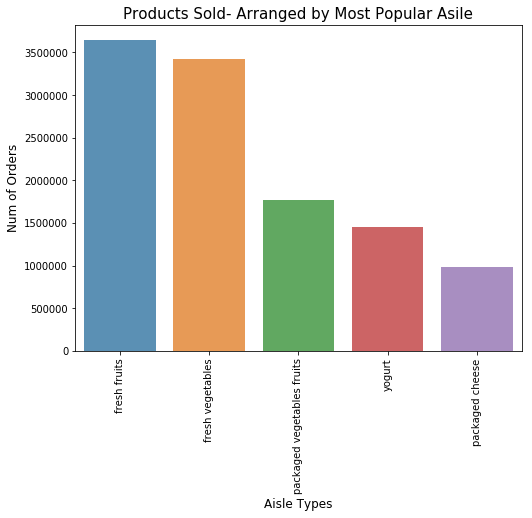 Products Sold- Arranged by Most Popular Asile
Num of Orders
3500000
3000000
2500000
2000000
1500000
1000000
500000
0
fresh fruits
fresh vegetables
packaged vegetables fruits
yogurt
packaged cheese
Aisle Types